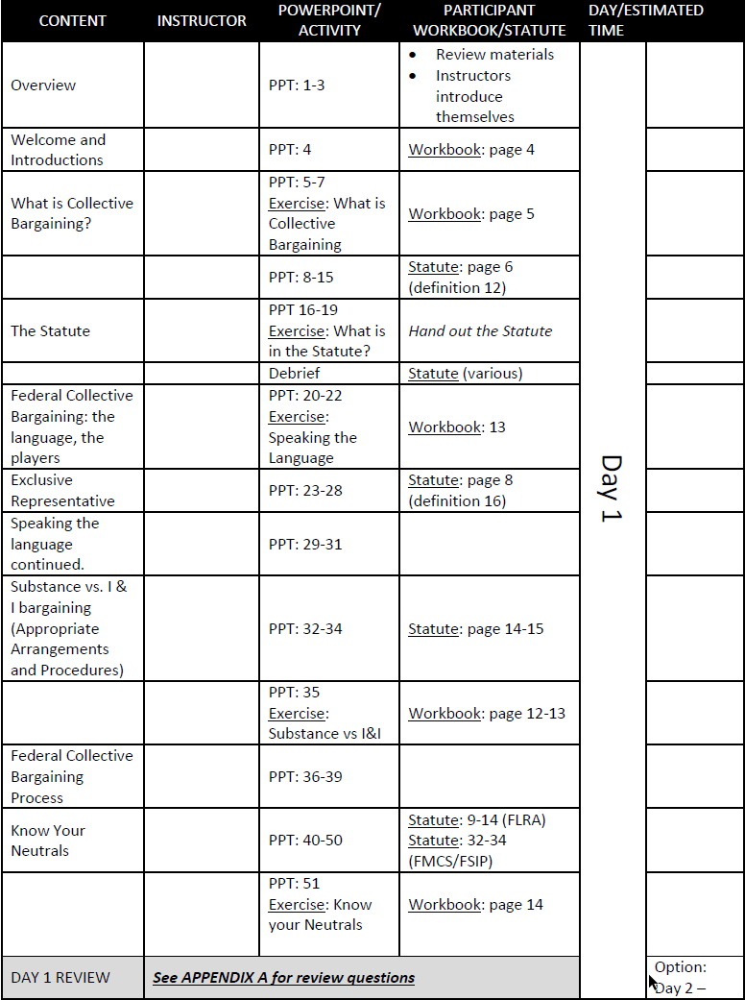 CONTENT
INSTRUCTOR
POWERPOINT/
ACTIVITY
PARTICIPANT
WORKBOOK/STATUTE
DAY/ESTIMATED
TIME
Overview
PPT: 1-3
• Review materials
• Instructors
introduce
themselves
Welcome and
Introductions
PPT: 4
Workbook: page 4
What is Collective
Bargaining?
PPT: 5-7
Exercise: What is
Collective
Bargaining
Workbook: page 5
PPT: 8-15
Statute: page 6
(definition 12)
The Statute
PPT 16-19
Exercise: What is
in the Statute?
Hand out the Statute
Debrief
Statute (various)
Federal Collective
Bargaining: the
language, the
players
PPT: 20-22
Exercise:
Speaking the
Language
Workbook: 13
Exclusive
Representative
PPT: 23-28
Statute: page 8
(definition 16)
Speaking the
language
continued.
PPT: 29-31
Substance vs. I &
I bargaining
(Appropriate
Arrangements
and Procedures)
PPT: 32-34
Statute: page 14-15
PPT: 35
Exercise:
Substance vs I&I
Workbook: page 12-13
Federal Collective
Bargaining
Process
PPT: 36-39
Know Your
Neutrals
PPT: 40-50
Statute: 9-14 (FLRA)
Statute: 32-34
(FMCS/FSIP)
PPT: 51
Exercise: Know
your Neutrals
Workbook: page 14
Day 1
DAY 1 REVIEW
See APPENDIX A for review questions
Option:
Day 2 –